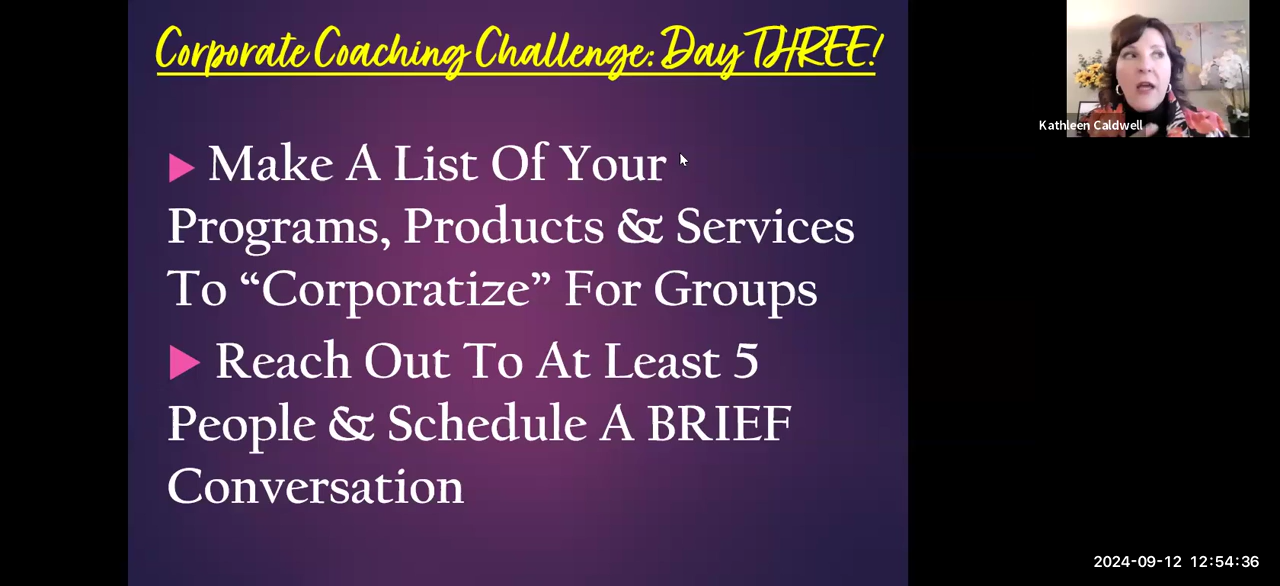 Corporate Coaching Challenge: Day THREE!
Make A List Of Your
Programs, Products & Services
To “Corporatize” For Groups
Reach Out To At Least 5
People & Schedule A BRIEF
Conversation
Kathleen Caldwell
2024-09-12 12:54:36